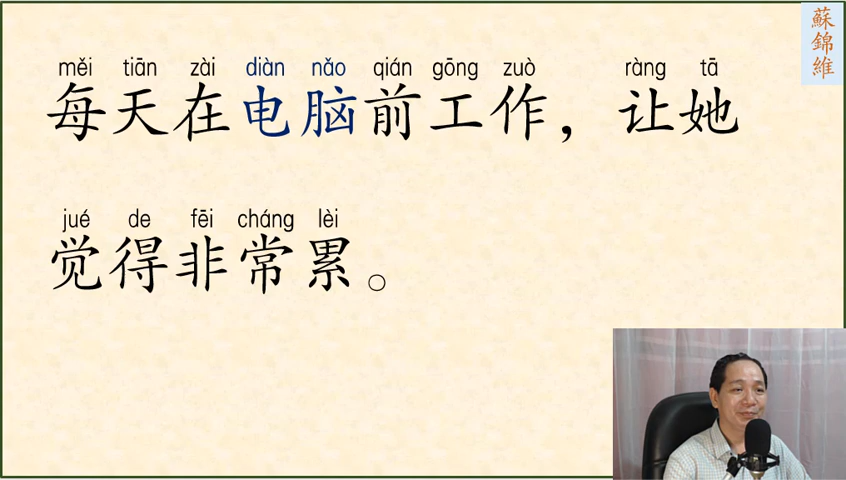 měi tiān zài diàn nǎo qián gōng zuò ràng tā
每天在电脑前工作，让她
jué de fēi cháng lèi
觉得非常累。
蘇錦維